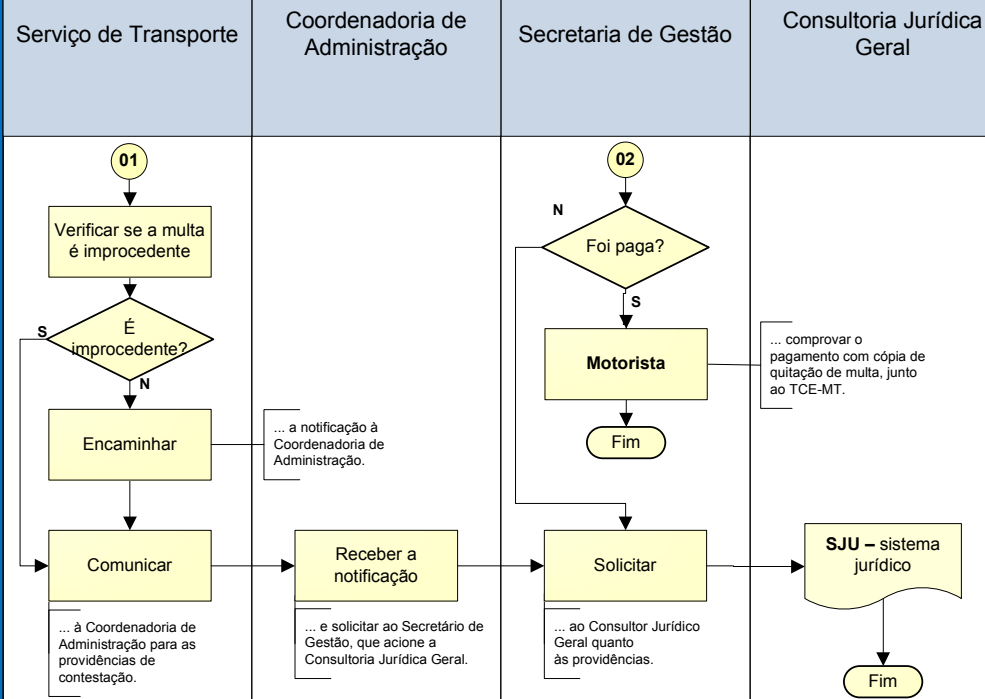 Serviço de Transporte
Coordenadoria de
Administração
Secretaria de Gestão
Consultoria Jurídica
Geral
01
Verificar se a multa
é improcedente
É
improcedente?
S
N
Encaminhar
... a notificação à
Coordenadoria de
Administração.
Comunicar
... à Coordenadoria de
Administração para as
providências de
contestação.
Receber a
notificação
... e solicitar ao Secretário de
Gestão, que acione a
Consultoria Jurídica Geral.
02
N
Foi paga?
S
Motorista
... comprovar o
pagamento com cópia de
quitação de multa, junto
ao TCE-MT.
Fim
Solicitar
... ao Consultor Jurídico
Geral quanto
às providências.
SJU – sistema
jurídico
Fim